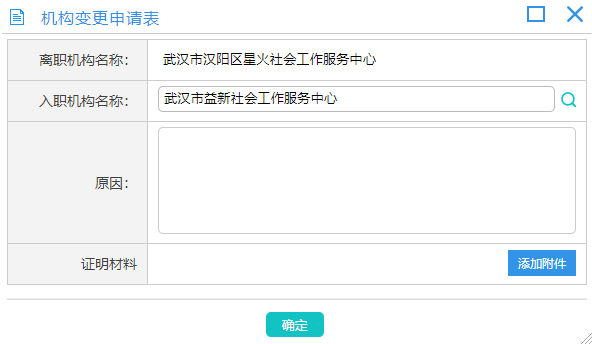 机构变更申请表
离职机构名称：
武汉市汉阳区星火社会工作服务中心
入职机构名称：
武汉市益新社会工作服务中心
原因：
证明材料
添加附件
确定